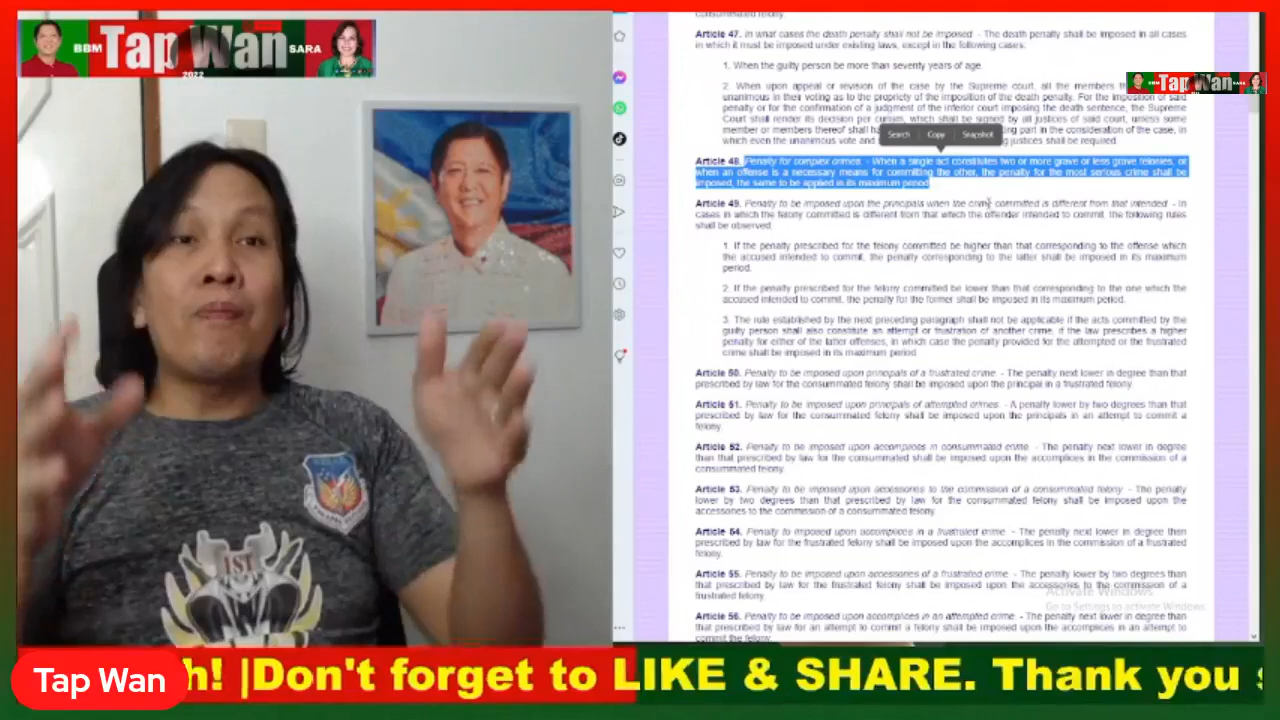 BBM Tap Wan SARA
2022
consummated felony.
Article 47. In what cases the death penalty shall not be imposed. - The death penalty shall be imposed in all cases
in which it must be imposed under existing laws, except in the following cases:
1. When the guilty person be more than seventy years of age.
2. When upon appeal or revision of the case by the Supreme court, all the members
unanimous in their voting as to the propriety of the imposition of the death penalty. For the imposition of said
penalty or for the confirmation of a judgment of the inferior court imposing the death sentence, the Supreme
Court shall render its decision per curium, which shall be signed by all justices of said court, unless some
member or members thereof shall ha
ing part in the consideration of the case, in
which even the unanimous vote and
g justices shall be required.
Search Copy Snapshot
BBM Tap Wan SARA
Article 48. Penalty for complex crimes. - When a single act constitutes two or more grave or less grave felonies, or
when an offense is a necessary means for committing the other, the penalty for the most serious crime shall be
imposed, the same to be applied in its maximum period.
Article 49. Penalty to be imposed upon the principals when the crime committed is different from that intended. - In
cases in which the felony committed is different from that which the offender intended to commit, the following rules
shall be observed:
1. If the penalty prescribed for the felony committed be higher than that corresponding to the offense which
the accused intended to commit, the penalty corresponding to the latter shall be imposed in its maximum
period.
2. If the penalty prescribed for the felony committed be lower than that corresponding to the one which the
accused intended to commit, the penalty for the former shall be imposed in its maximum period.
3. The rule established by the next preceding paragraph shall not be applicable if the acts committed by the
guilty person shall also constitute an attempt or frustration of another crime, if the law prescribes a higher
penalty for either of the latter offenses, in which case the penalty provided for the attempted or the frustrated
crime shall be imposed in its maximum period.
Article 50. Penalty to be imposed upon principals of a frustrated crime. - The penalty next lower in degree than that
prescribed by law for the consummated felony shall be imposed upon the principal in a frustrated felony.
Article 51. Penalty to be imposed upon principals of attempted crimes. - A penalty lower by two degrees than that
prescribed by law for the consummated felony shall be imposed upon the principals in an attempt to commit a
felony.
Article 52. Penalty to be imposed upon accomplices in consummated crime. - The penalty next lower in degree
than that prescribed by law for the consummated shall be imposed upon the accomplices in the commission of a
consummated felony.
Article 53. Penalty to be imposed upon accessories to the commission of a consummated felony. - The penalty
lower by two degrees than that prescribed by law for the consummated felony shall be imposed upon the
accessories to the commission of a consummated felony.
Article 54. Penalty to imposed upon accomplices in a frustrated crime. - The penalty next lower in degree than
prescribed by law for the frustrated felony shall be imposed upon the accomplices in the commission of a frustrated
felony.
Article 55. Penalty to be imposed upon accessories of a frustrated crime. - The penalty lower by two degrees than
that prescribed by law for the frustrated felony shall be imposed upon the accessories to the commission of a
frustrated felony.
Article 56. Penalty to be imposed upon accomplices in an attempted crime. - The penalty next lower in degree than
that prescribed by law for an attempt to commit a felony shall be imposed upon the accomplices in an attempt to
commit the felony.
Activate Windows
Go to Settings to activate Windows.
1ST
Tap Wan
h! |Don't forget to LIKE & SHARE. Thank you